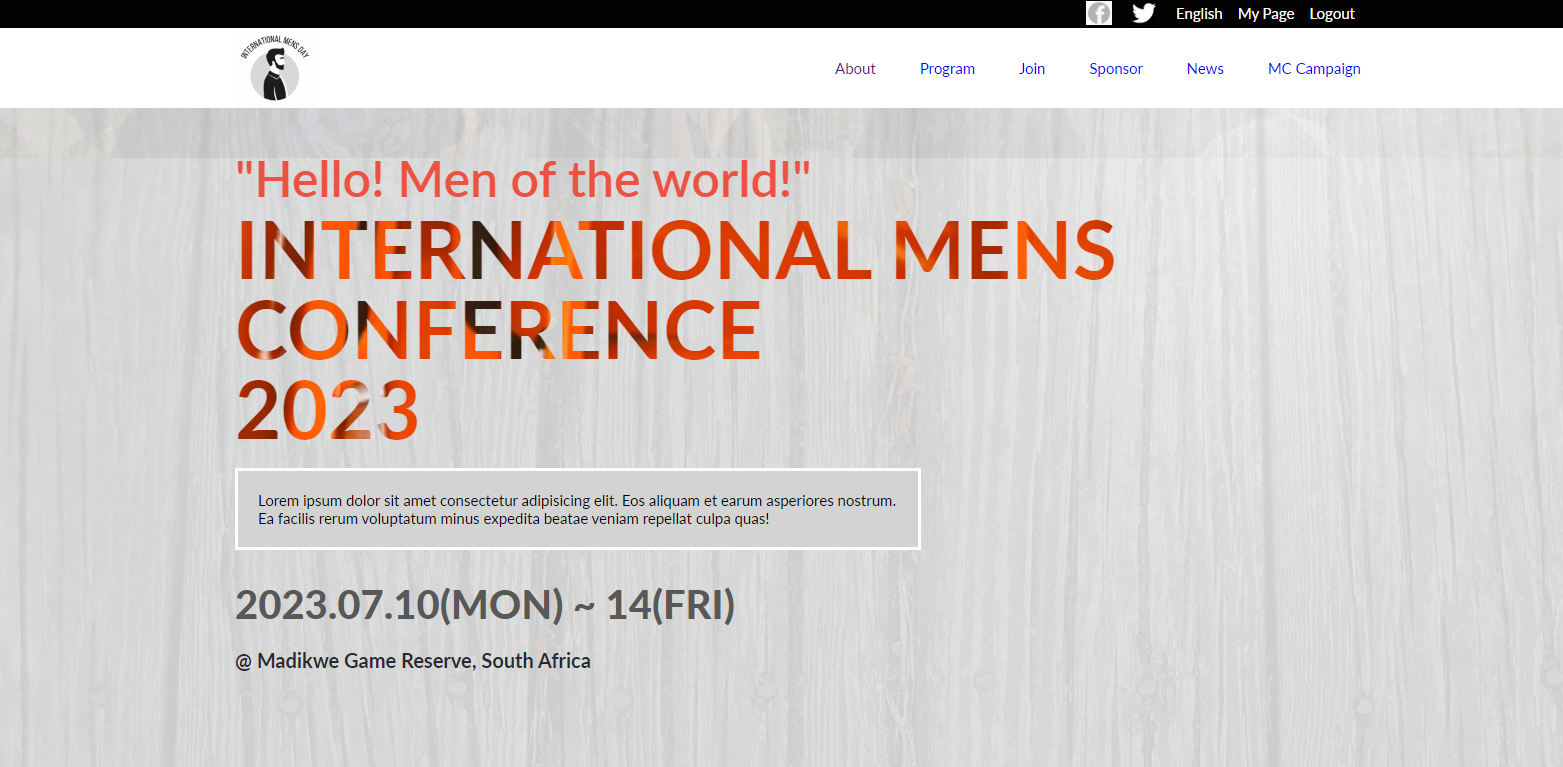 English My Page Logout
INTERNATIONAL MENS DAY
About Program Join Sponsor News MC Campaign
"Hello! Men of the world!"
INTERNATIONAL MENS
CONFERENCE
2023
Lorem ipsum dolor sit amet consectetur adipisicing elit. Eos aliquam et earum asperiores nostrum.
Ea facilis rerum voluptatum minus expedita beatae veniam repellat culpa quas!
2023.07.10(MON) ~ 14(FRI)
@ Madikwe Game Reserve, South Africa